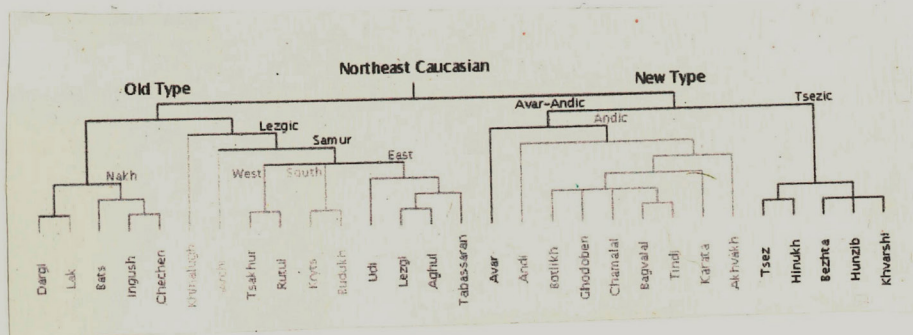 Northeast Caucasian
Old Type
New Type
Avar-Andic
Tsezic
Lezgic
Andic
Samur
East
Nakh
West
South
Dargi
Lak
Bats
Ingush
Chechen
Khinalugh
Tsakhur
Rutul
Kryts
Budukh
Udi
Lezgi
Aghul
Tabassaran
Avar
Andi
Botlikh
Ghodoberi
Chamalal
Bagvalal
Tindi
Karata
Akhvakh
Tsez
Hinukh
Bezhta
Hunzib
Khvarshi